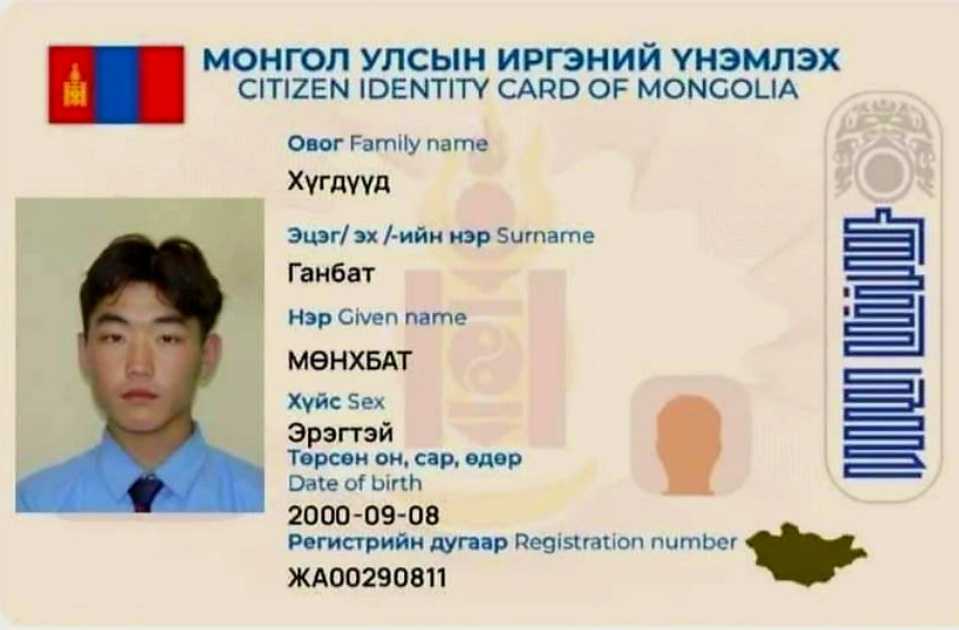 МОНГОЛ УЛСЫН ИРГЭНИЙ ҮНЭМЛЭХ
CITIZEN IDENTITY CARD OF MONGOLIA
Овог Family name
Хүгдүүд
Эцэг/ эх /-ийн нэр Surname
Ганбат
Нэр Given name
МӨНХБАТ
Хүйс Sex
Эрэгтэй
Төрсөн он, сар, өдөр
Date of birth
2000-09-08
Регистрийн дугаар Registration number
ЖА00290811